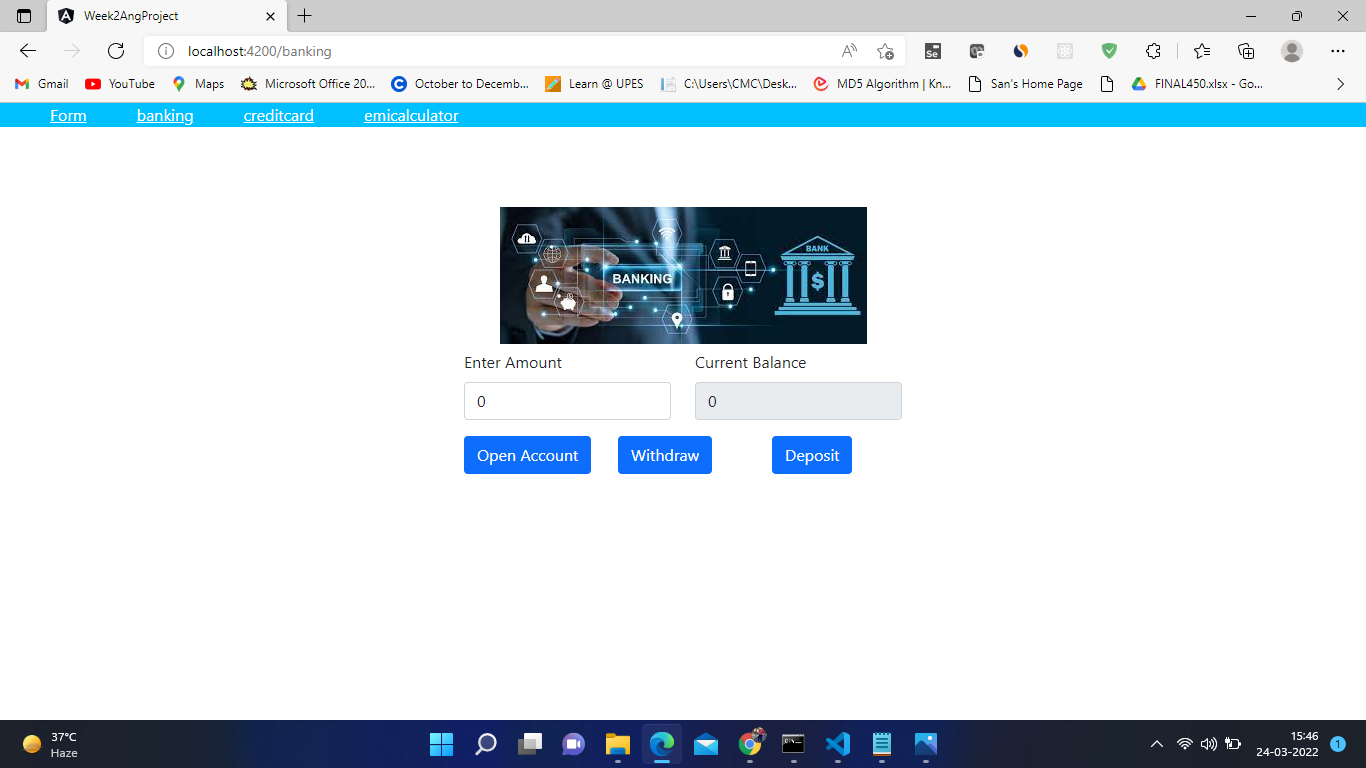 Week2AngProject
localhost:4200/banking
Gmail YouTube Maps Microsoft Office 20... October to Decemb... Learn @ UPES C:\Users\CMC\Desk... MD5 Algorithm | Kn... San's Home Page FINAL450.xlsx - Go...
Form banking creditcard emicalculator
BANK
BANKING
$
Enter Amount Current Balance
0 0
Open Account Withdraw Deposit
37°C
Haze
15:46
24-03-2022
1